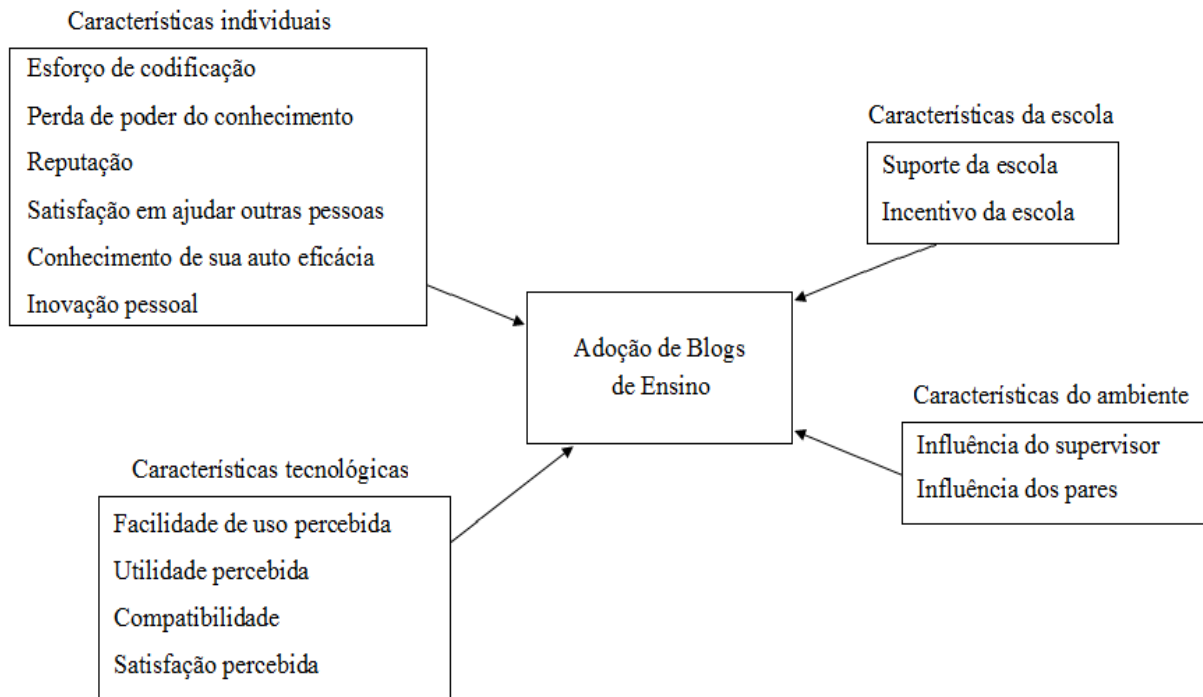 Características individuais
Esforço de codificação
Perda de poder do conhecimento
Reputação
Satisfação em ajudar outras pessoas
Conhecimento de sua auto eficácia
Inovação pessoal
Características da escola
Suporte da escola
Incentivo da escola
Adoção de Blogs
de Ensino
Características do ambiente
Influência do supervisor
Influência dos pares
Características tecnológicas
Facilidade de uso percebida
Utilidade percebida
Compatibilidade
Satisfação percebida